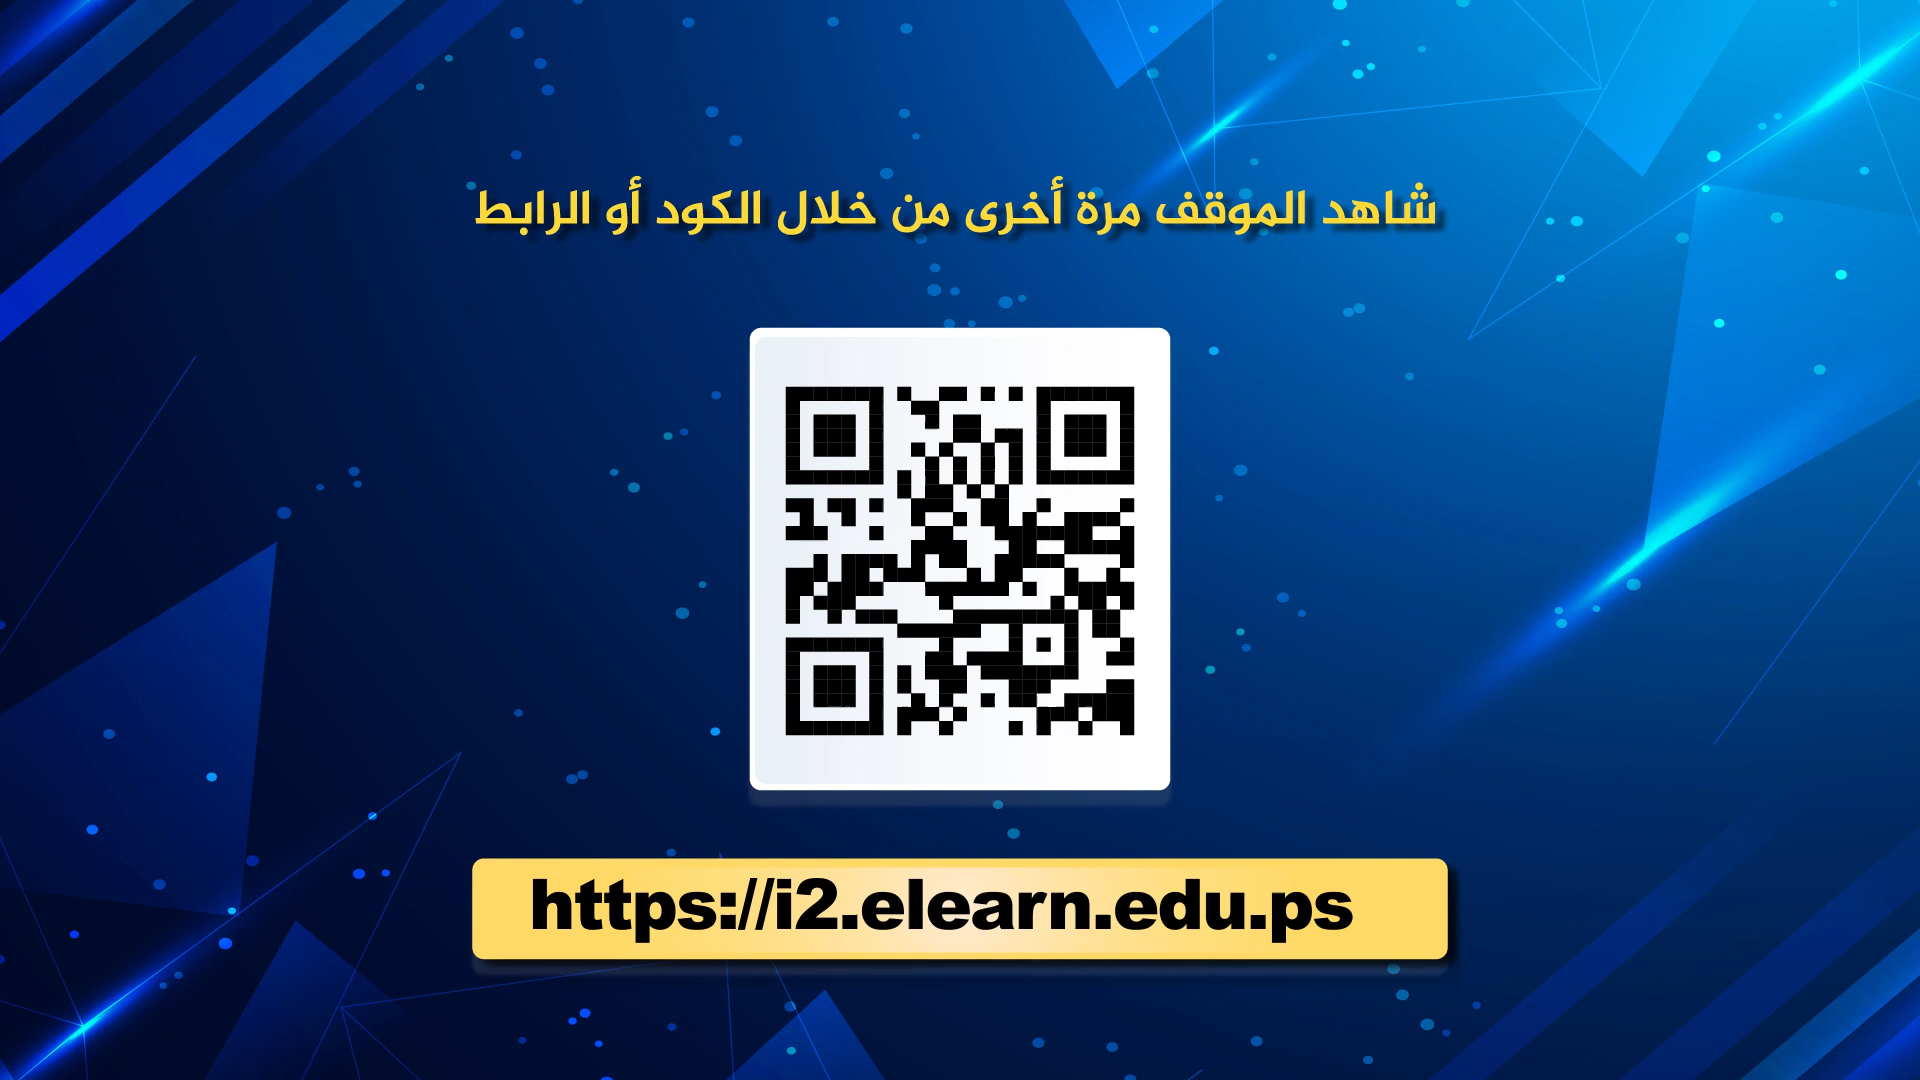 شاهد الموقف مرة أخرى من خلال الكود أو الرابط
https://i2.elearn.edu.ps